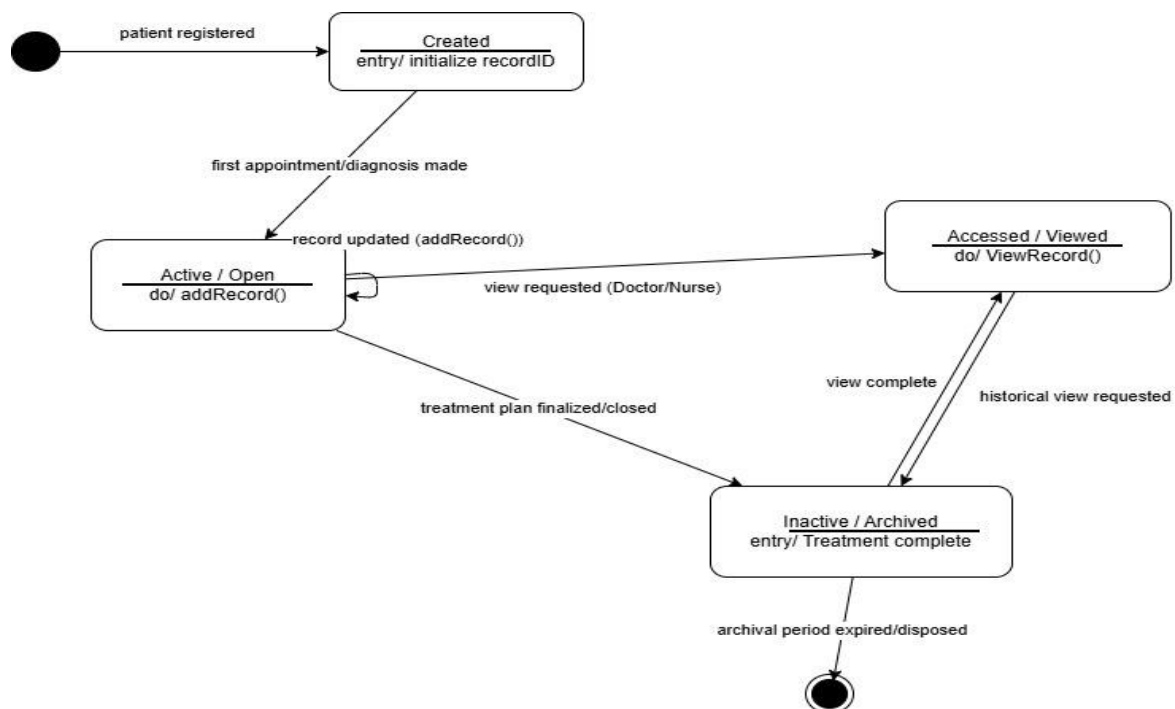 patient registered
Created
entry/ initialize recordID
first appointment/diagnosis made
record updated (addRecord())
Active / Open
do/ addRecord()
view requested (Doctor/Nurse)
Accessed / Viewed
do/ ViewRecord()
view complete
historical view requested
treatment plan finalized/closed
Inactive / Archived
entry/ Treatment complete
archival period expired/disposed